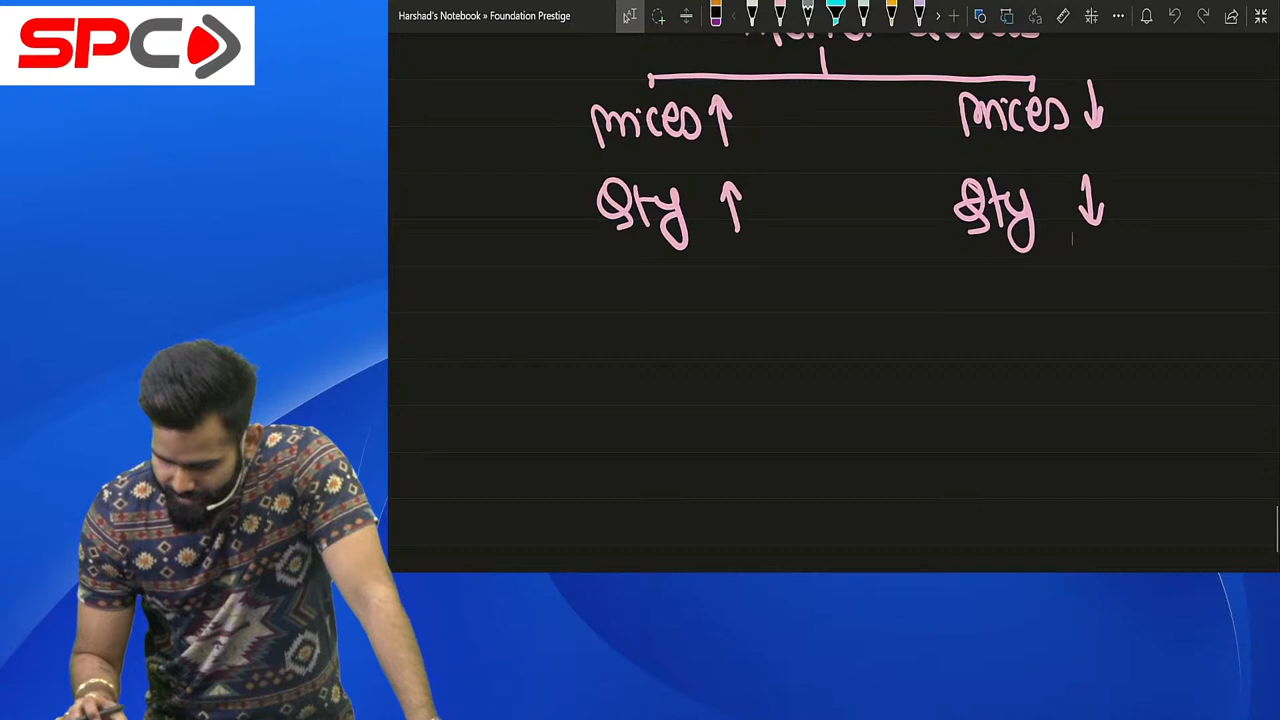 SPC
Harshad's Notebook » Foundation Prestige
Prices ↑
Prices ↓
Qty ↑
Qty ↓